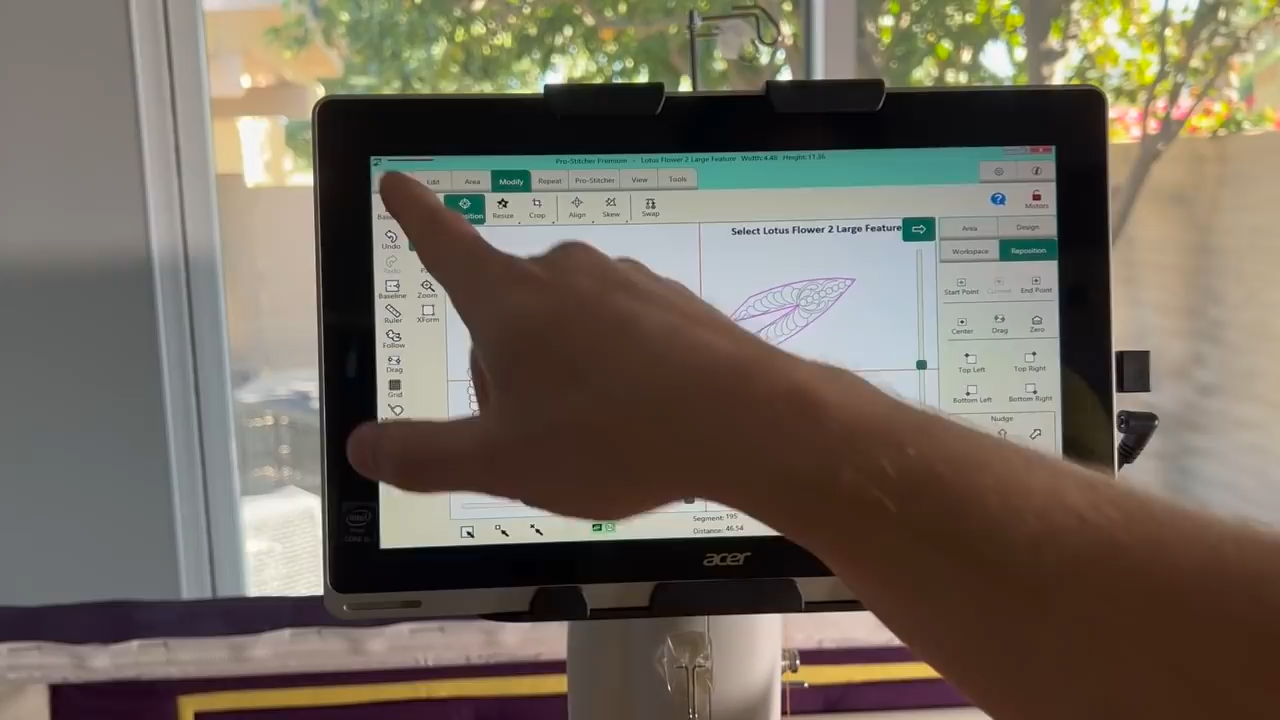 Pro-Stitcher Premium - Lotus Flower 2 Large Feature Width:4.48 Height:11.36
Edit Area Modify Repeat Pro-Stitcher View Tools
Resize Crop Align Skew Swap
Motors
Select Lotus Flower 2 Large Feature
Area Design
Workspace Reposition
Undo
Redo
Baseline Zoom
Ruler XForm
Follow
Drag
Grid
Start Point End Point
Center Drag Zero
Top Left Top Right
Bottom Left Bottom Right
Nudge
Segment: 195
Distance: 46.54
intel
acer